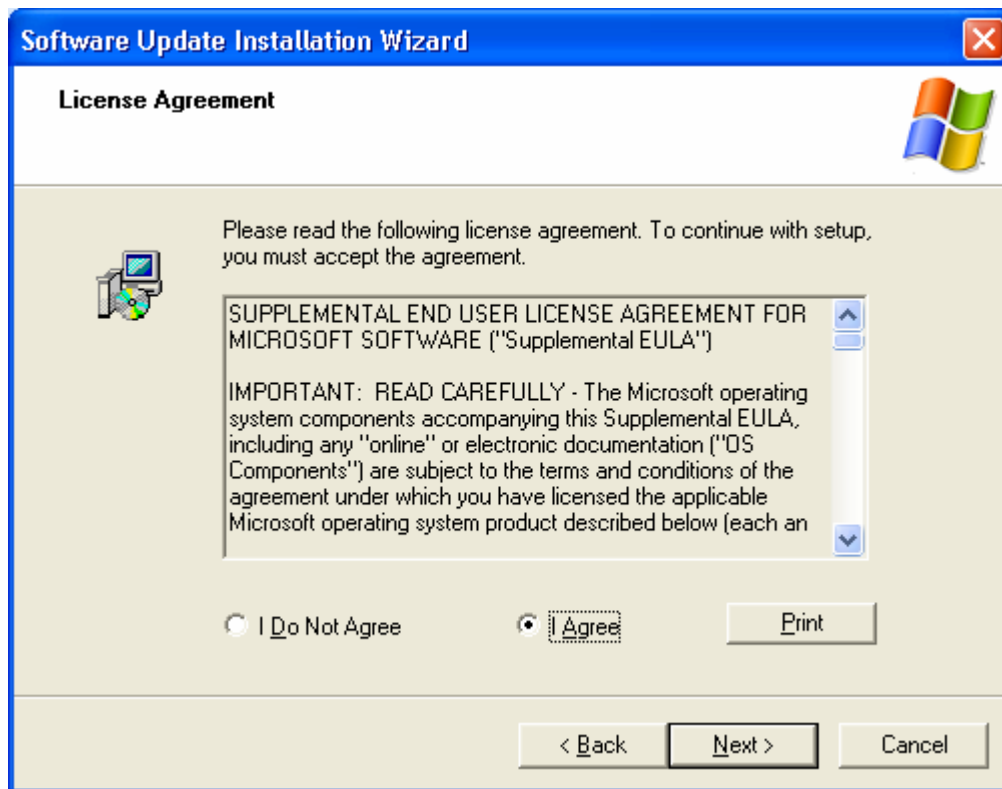 Software Update Installation Wizard
License Agreement
Please read the following license agreement. To continue with setup,
you must accept the agreement.
SUPPLEMENTAL END USER LICENSE AGREEMENT FOR
MICROSOFT SOFTWARE ("Supplemental EULA")
IMPORTANT:  READ CAREFULLY - The Microsoft operating
system components accompanying this Supplemental EULA,
including any "online" or electronic documentation ("OS
Components") are subject to the terms and conditions of the
agreement under which you have licensed the applicable
Microsoft operating system product described below (each an
I Do Not Agree
I Agree
Print
< Back
Next >
Cancel